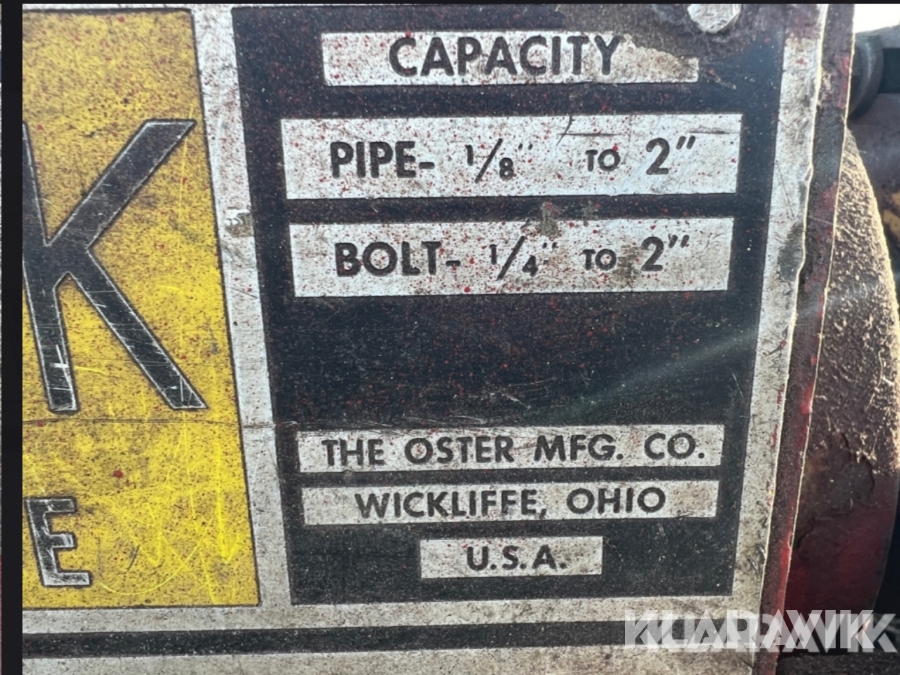 K
E
CAPACITY
PIPE- 1/8" TO 2"
BOLT- 1/4" TO 2"
THE OSTER MFG. CO.
WICKLIFFE, OHIO
U.S.A.
KLARAVIK